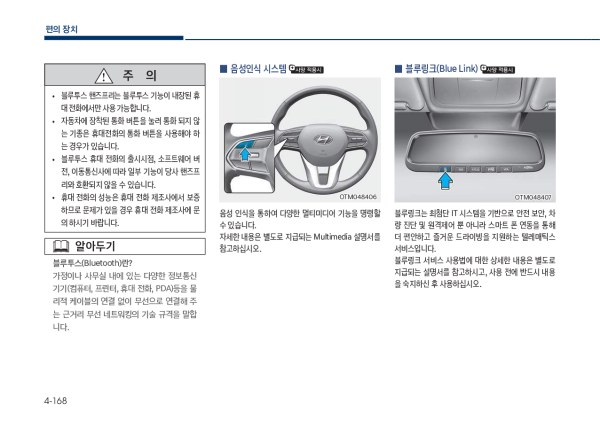 편의 장치
주 의
• 블루투스 핸즈프리는 블루투스 기능이 내장된 휴
대 전화에서만 사용 가능합니다.
• 자동차에 장착된 통화 버튼을 눌러 통화 되지 않
는 기종은 휴대전화의 통화 버튼을 사용해야 하
는 경우가 있습니다.
• 블루투스 휴대 전화의 출시시점, 소프트웨어 버
전, 이동통신사에 따라 일부 기능이 당사 핸즈프
리와 호환되지 않을 수 있습니다.
• 휴대 전화의 성능은 휴대 전화 제조사에서 보증
하므로 문제가 있을 경우 휴대 전화 제조사에 문
의 하시기 바랍니다.
알아두기
블루투스(Bluetooth)란?
가정이나 사무실 내에 있는 다양한 정보통신
기기(컴퓨터, 프린터, 휴대 전화, PDA)등을 물
리적 케이블의 연결 없이 무선으로 연결해 주
는 근거리 무선 네트워킹의 기술 규격을 말합
니다.
■ 음성인식 시스템 사양 적용시
OTM048406
음성 인식을 통하여 다양한 멀티미디어 기능을 명령할
수 있습니다.
자세한 내용은 별도로 지급되는 Multimedia 설명서를
참고하십시오.
■ 블루링크(Blue Link) 사양 적용시
OTM048407
블루링크는 최첨단 IT 시스템을 기반으로 안전 보안, 차
량 진단 및 원격제어 뿐 아니라 스마트 폰 연동을 통해
더 편안하고 즐거운 드라이빙을 지원하는 텔레매틱스
서비스입니다.
블루링크 서비스 사용법에 대한 상세한 내용은 별도로
지급되는 설명서를 참고하시고, 사용 전에 반드시 내용
을 숙지하신 후 사용하십시오.
4-168